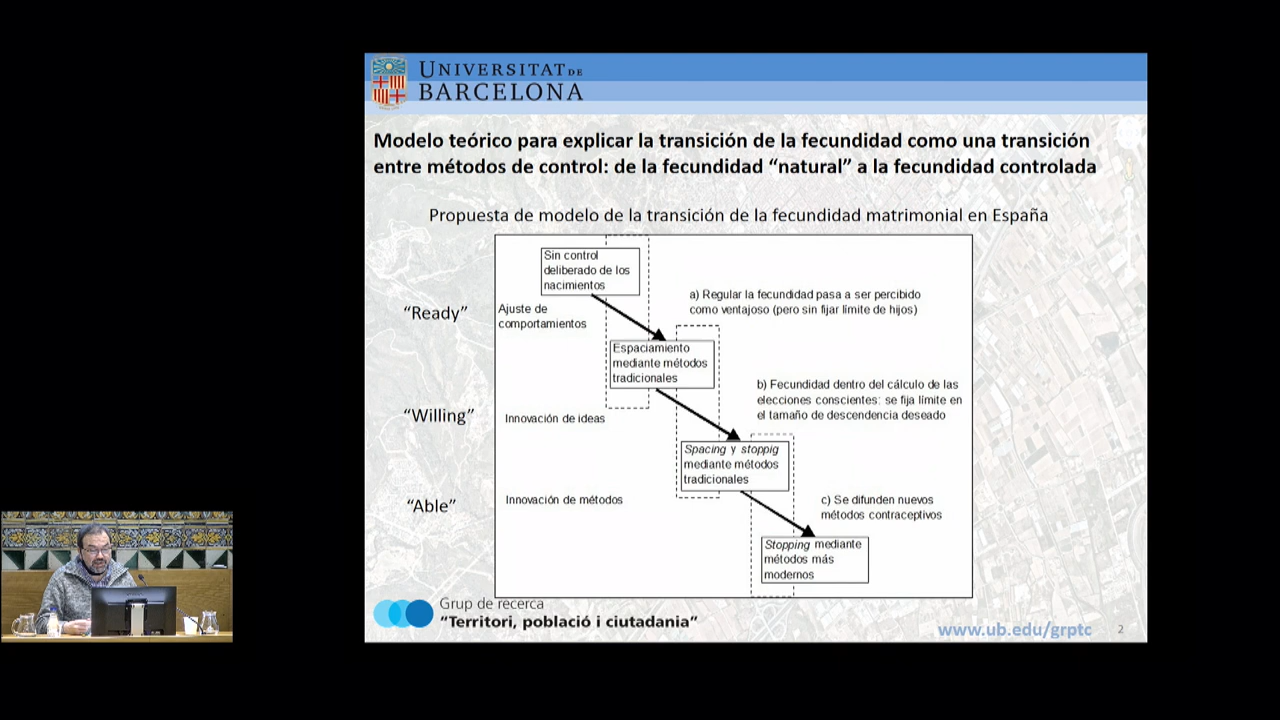 UNIVERSITAT DE
BARCELONA
Modelo teórico para explicar la transición de la fecundidad como una transición
entre métodos de control: de la fecundidad “natural” a la fecundidad controlada
Propuesta de modelo de la transición de la fecundidad matrimonial en España
Sin control
deliberado de los
nacimientos
“Ready”
Ajuste de
comportamientos
a) Regular la fecundidad pasa a ser percibido
como ventajoso (pero sin fijar límite de hijos)
Espaciamiento
mediante métodos
tradicionales
“Willing”
Innovación de ideas
b) Fecundidad dentro del cálculo de las
elecciones conscientes: se fija límite en
el tamaño de descendencia deseado
Spacing y stoppig
mediante métodos
tradicionales
“Able”
Innovación de métodos
c) Se difunden nuevos
métodos contraceptivos
Stopping mediante
métodos más
modernos
Grup de recerca
“Territori, població i ciutadania”
www.ub.edu/grptc
2